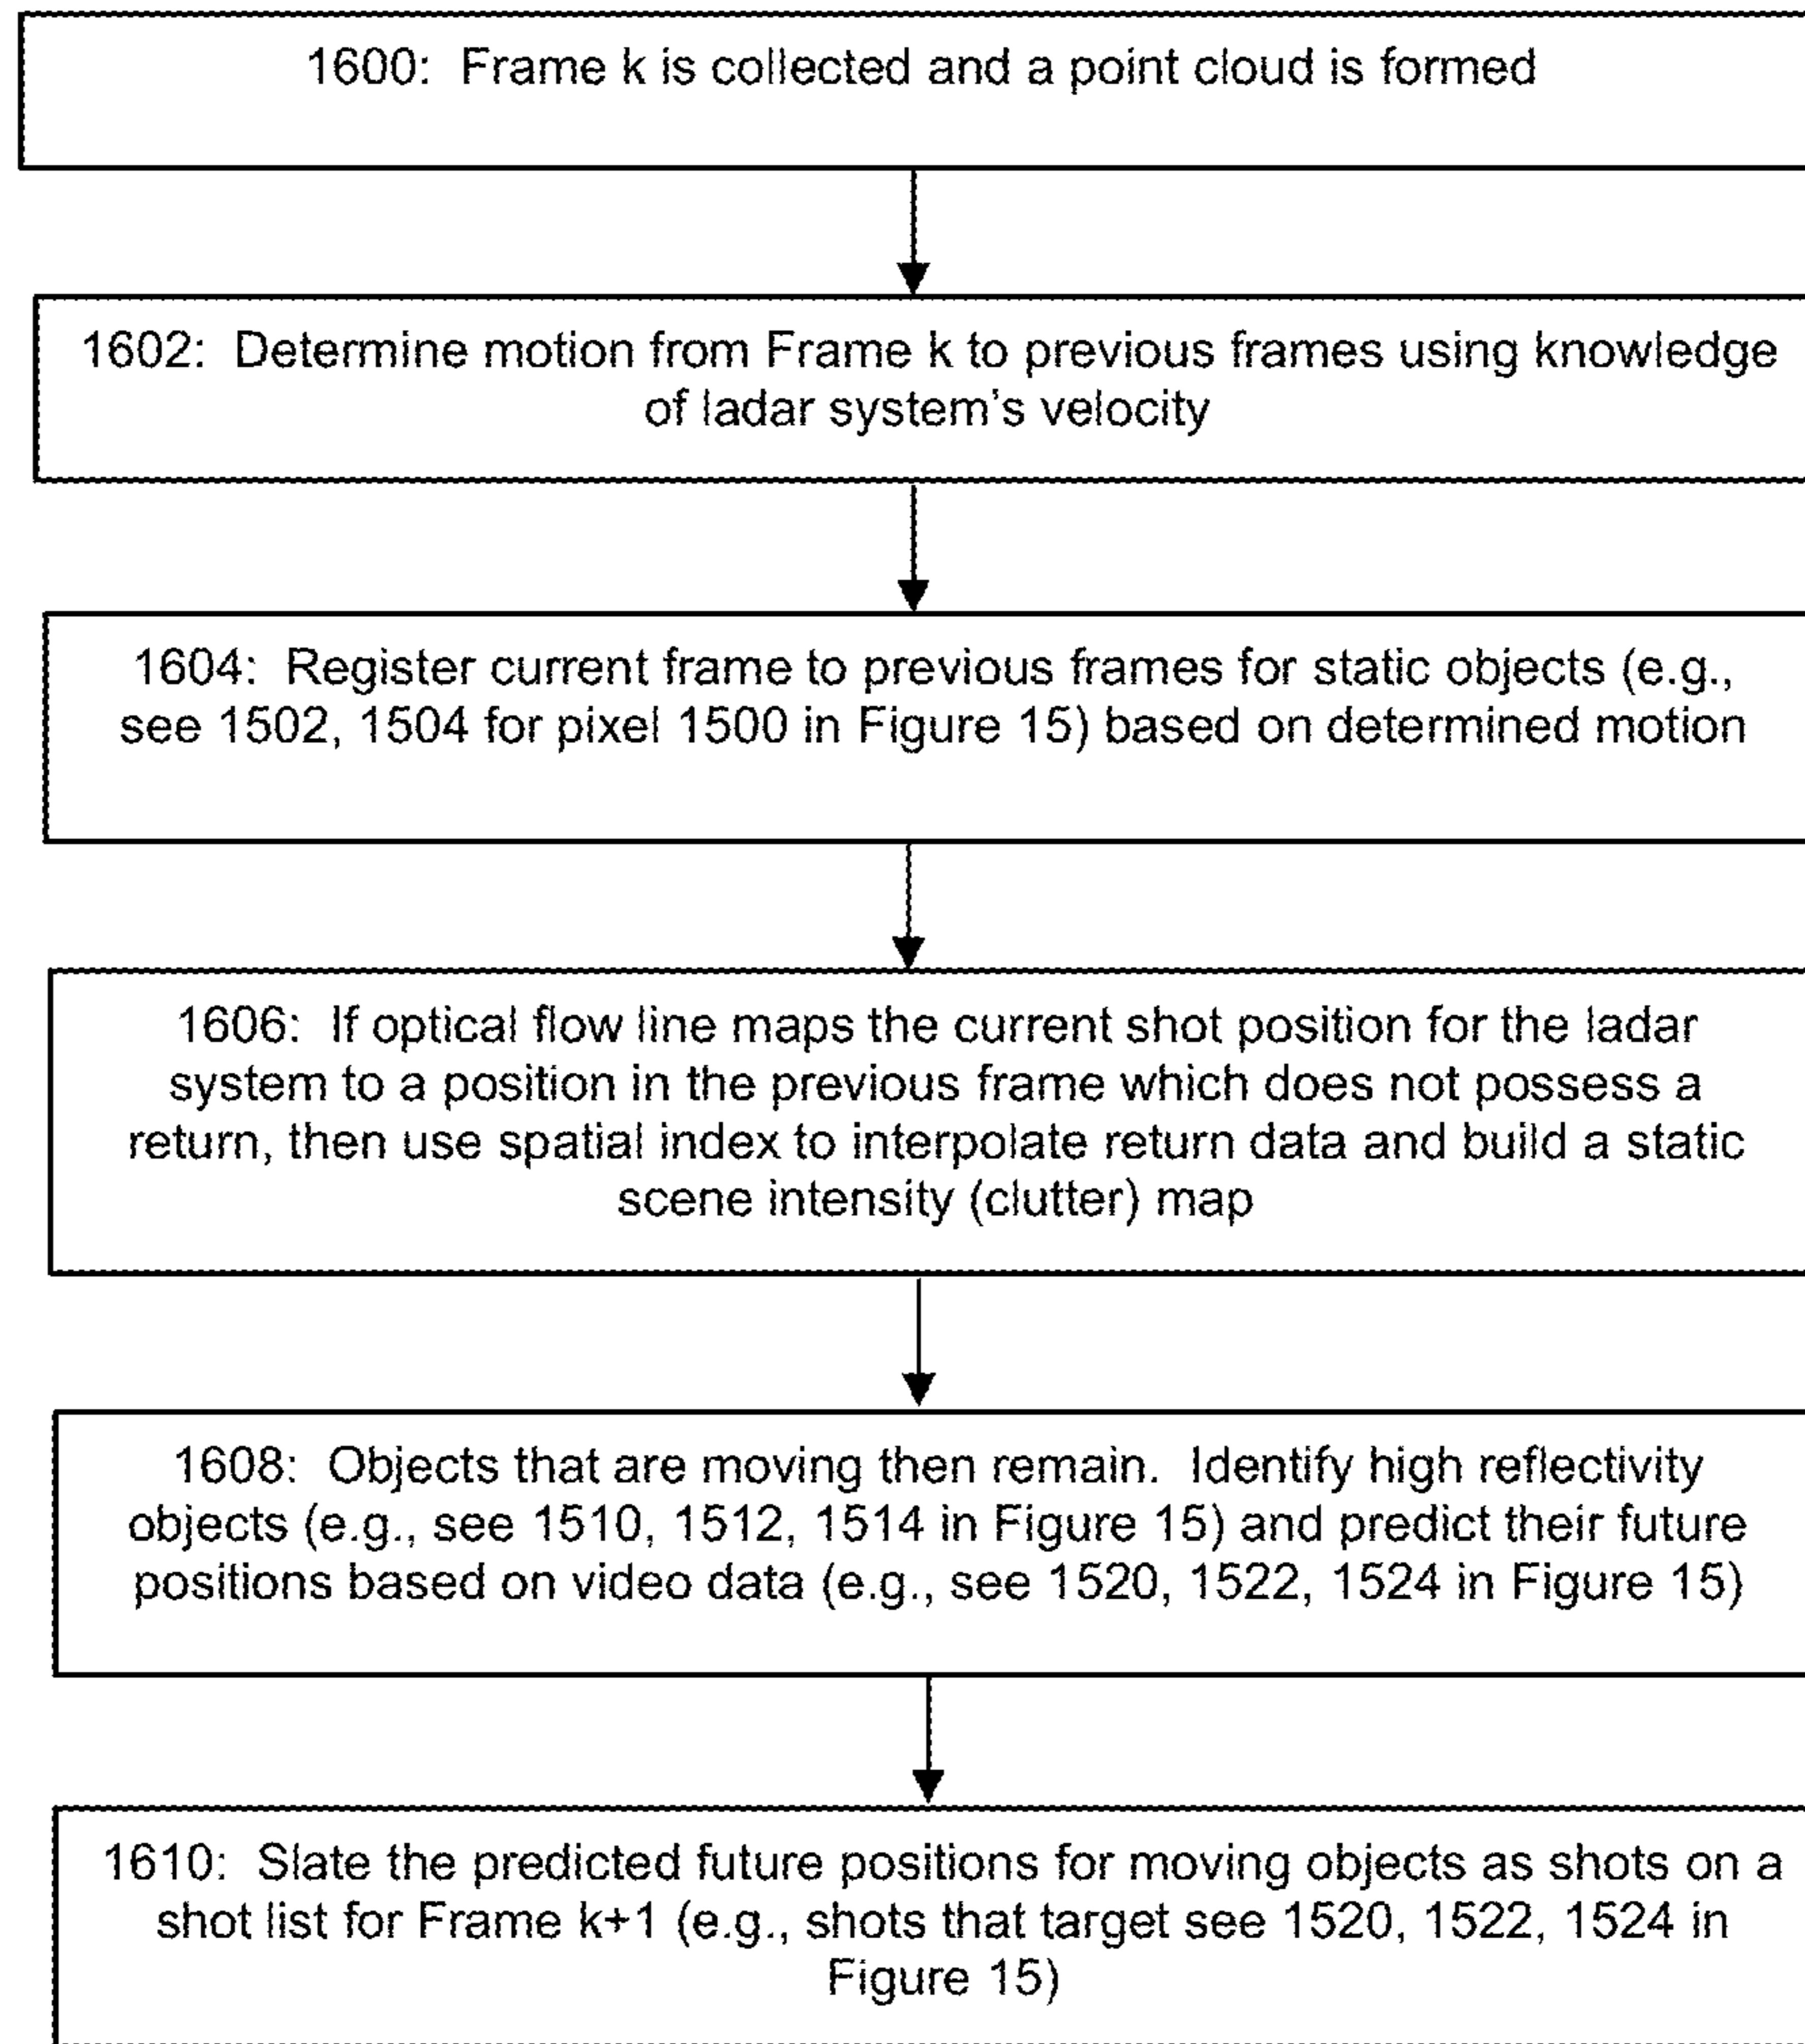 1600: Frame k is collected and a point cloud is formed
1602: Determine motion from Frame k to previous frames using knowledge
of ladar system's velocity
1604: Register current frame to previous frames for static objects (e.g.,
see 1502, 1504 for pixel 1500 in Figure 15) based on determined motion
1606: If optical flow line maps the current shot position for the ladar
system to a position in the previous frame which does not possess a
return, then use spatial index to interpolate return data and build a static
scene intensity (clutter) map
1608: Objects that are moving then remain. Identify high reflectivity
objects (e.g., see 1510, 1512, 1514 in Figure 15) and predict their future
positions based on video data (e.g., see 1520, 1522, 1524 in Figure 15)
1610: Slate the predicted future positions for moving objects as shots on a
shot list for Frame k+1 (e.g., shots that target see 1520, 1522, 1524 in
Figure 15)